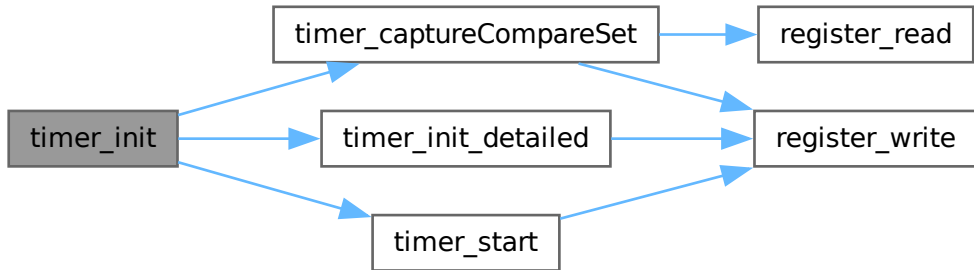 timer_captureCompareSet
register_read
timer_init
timer_init_detailed
register_write
timer_start